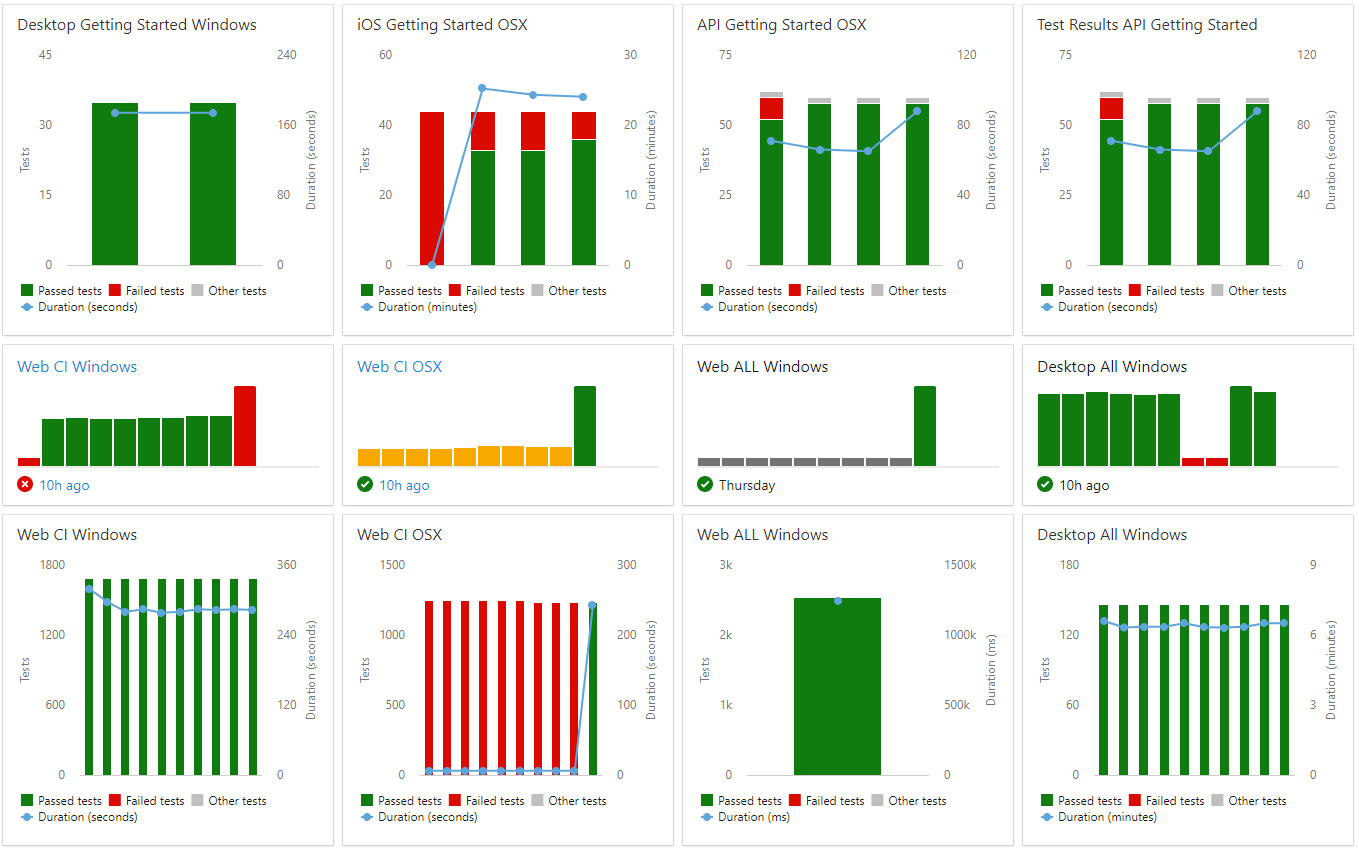 Desktop Getting Started Windows
45
240
30
160
15
80
0
0
Tests
Duration (seconds)
Passed tests Failed tests Other tests
Duration (seconds)
iOS Getting Started OSX
60
30
40
20
20
10
0
0
Tests
Duration (minutes)
Passed tests Failed tests Other tests
Duration (minutes)
API Getting Started OSX
75
120
50
80
25
40
0
0
Tests
Duration (seconds)
Passed tests Failed tests Other tests
Duration (seconds)
Test Results API Getting Started
75
120
50
80
25
40
0
0
Tests
Duration (seconds)
Passed tests Failed tests Other tests
Duration (seconds)
Web CI Windows
10h ago
Web CI OSX
10h ago
Web ALL Windows
Thursday
Desktop All Windows
10h ago
Web CI Windows
1800
360
1200
240
600
120
0
0
Tests
Duration (seconds)
Passed tests Failed tests Other tests
Duration (seconds)
Web CI OSX
1500
300
1000
200
500
100
0
0
Tests
Duration (seconds)
Passed tests Failed tests Other tests
Duration (seconds)
Web ALL Windows
3k
1500k
2k
1000k
1k
500k
0
0
Tests
Duration (ms)
Passed tests Failed tests Other tests
Duration (ms)
Desktop All Windows
180
9
120
6
60
3
0
0
Tests
Duration (minutes)
Passed tests Failed tests Other tests
Duration (minutes)